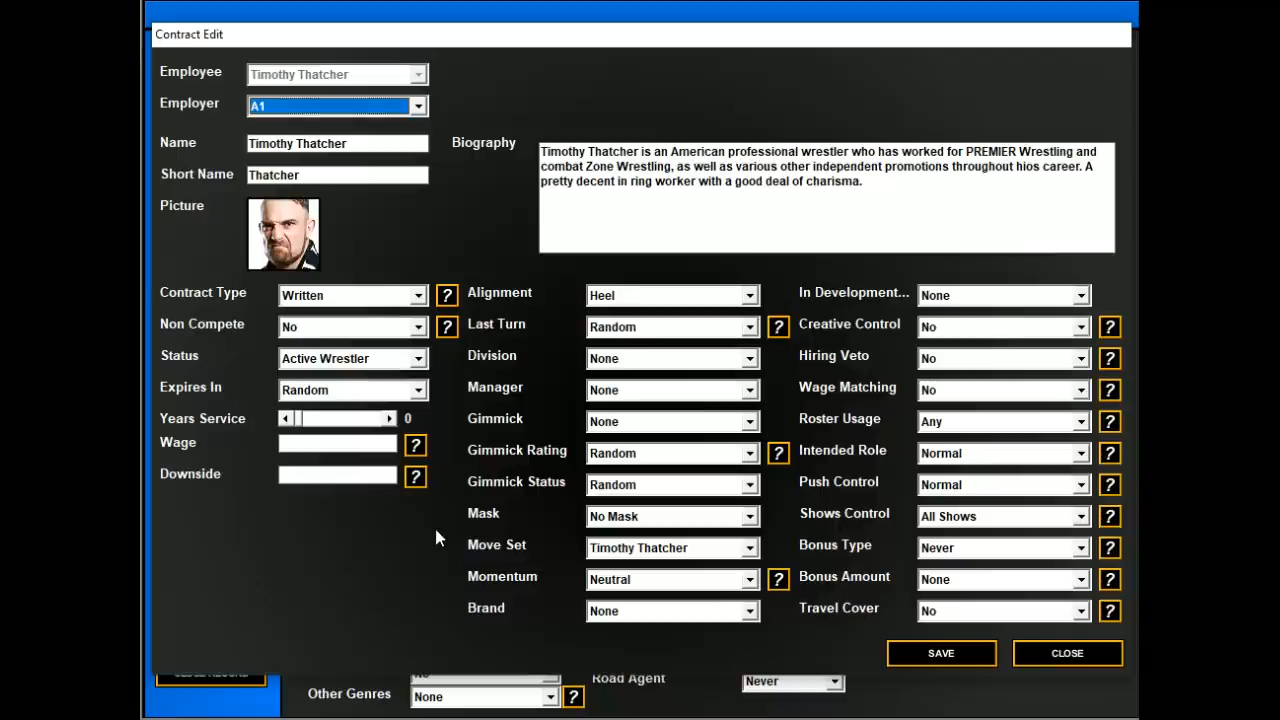 Contract Edit
Employee
Timothy Thatcher
Employer
A1
Name
Timothy Thatcher
Short Name
Thatcher
Picture
Biography
Timothy Thatcher is an American professional wrestler who has worked for PREMIER Wrestling and
combat Zone Wrestling, as well as various other independent promotions throughout hios career. A
pretty decent in ring worker with a good deal of charisma.
Contract Type
Written
?
Non Compete
No
?
Status
Active Wrestler
Expires In
Random
Years Service
0
Wage
?
Downside
?
Alignment
Heel
Last Turn
Random
?
Division
None
Manager
None
Gimmick
None
Gimmick Rating
Random
?
Gimmick Status
Random
Mask
No Mask
Move Set
Timothy Thatcher
Momentum
Neutral
?
Brand
None
In Development...
None
Creative Control
No
?
Hiring Veto
No
?
Wage Matching
No
?
Roster Usage
Any
?
Intended Role
Normal
?
Push Control
Normal
?
Shows Control
All Shows
?
Bonus Type
Never
?
Bonus Amount
None
?
Travel Cover
No
?
SAVE
CLOSE
Other Genres
None
?
Road Agent
Never